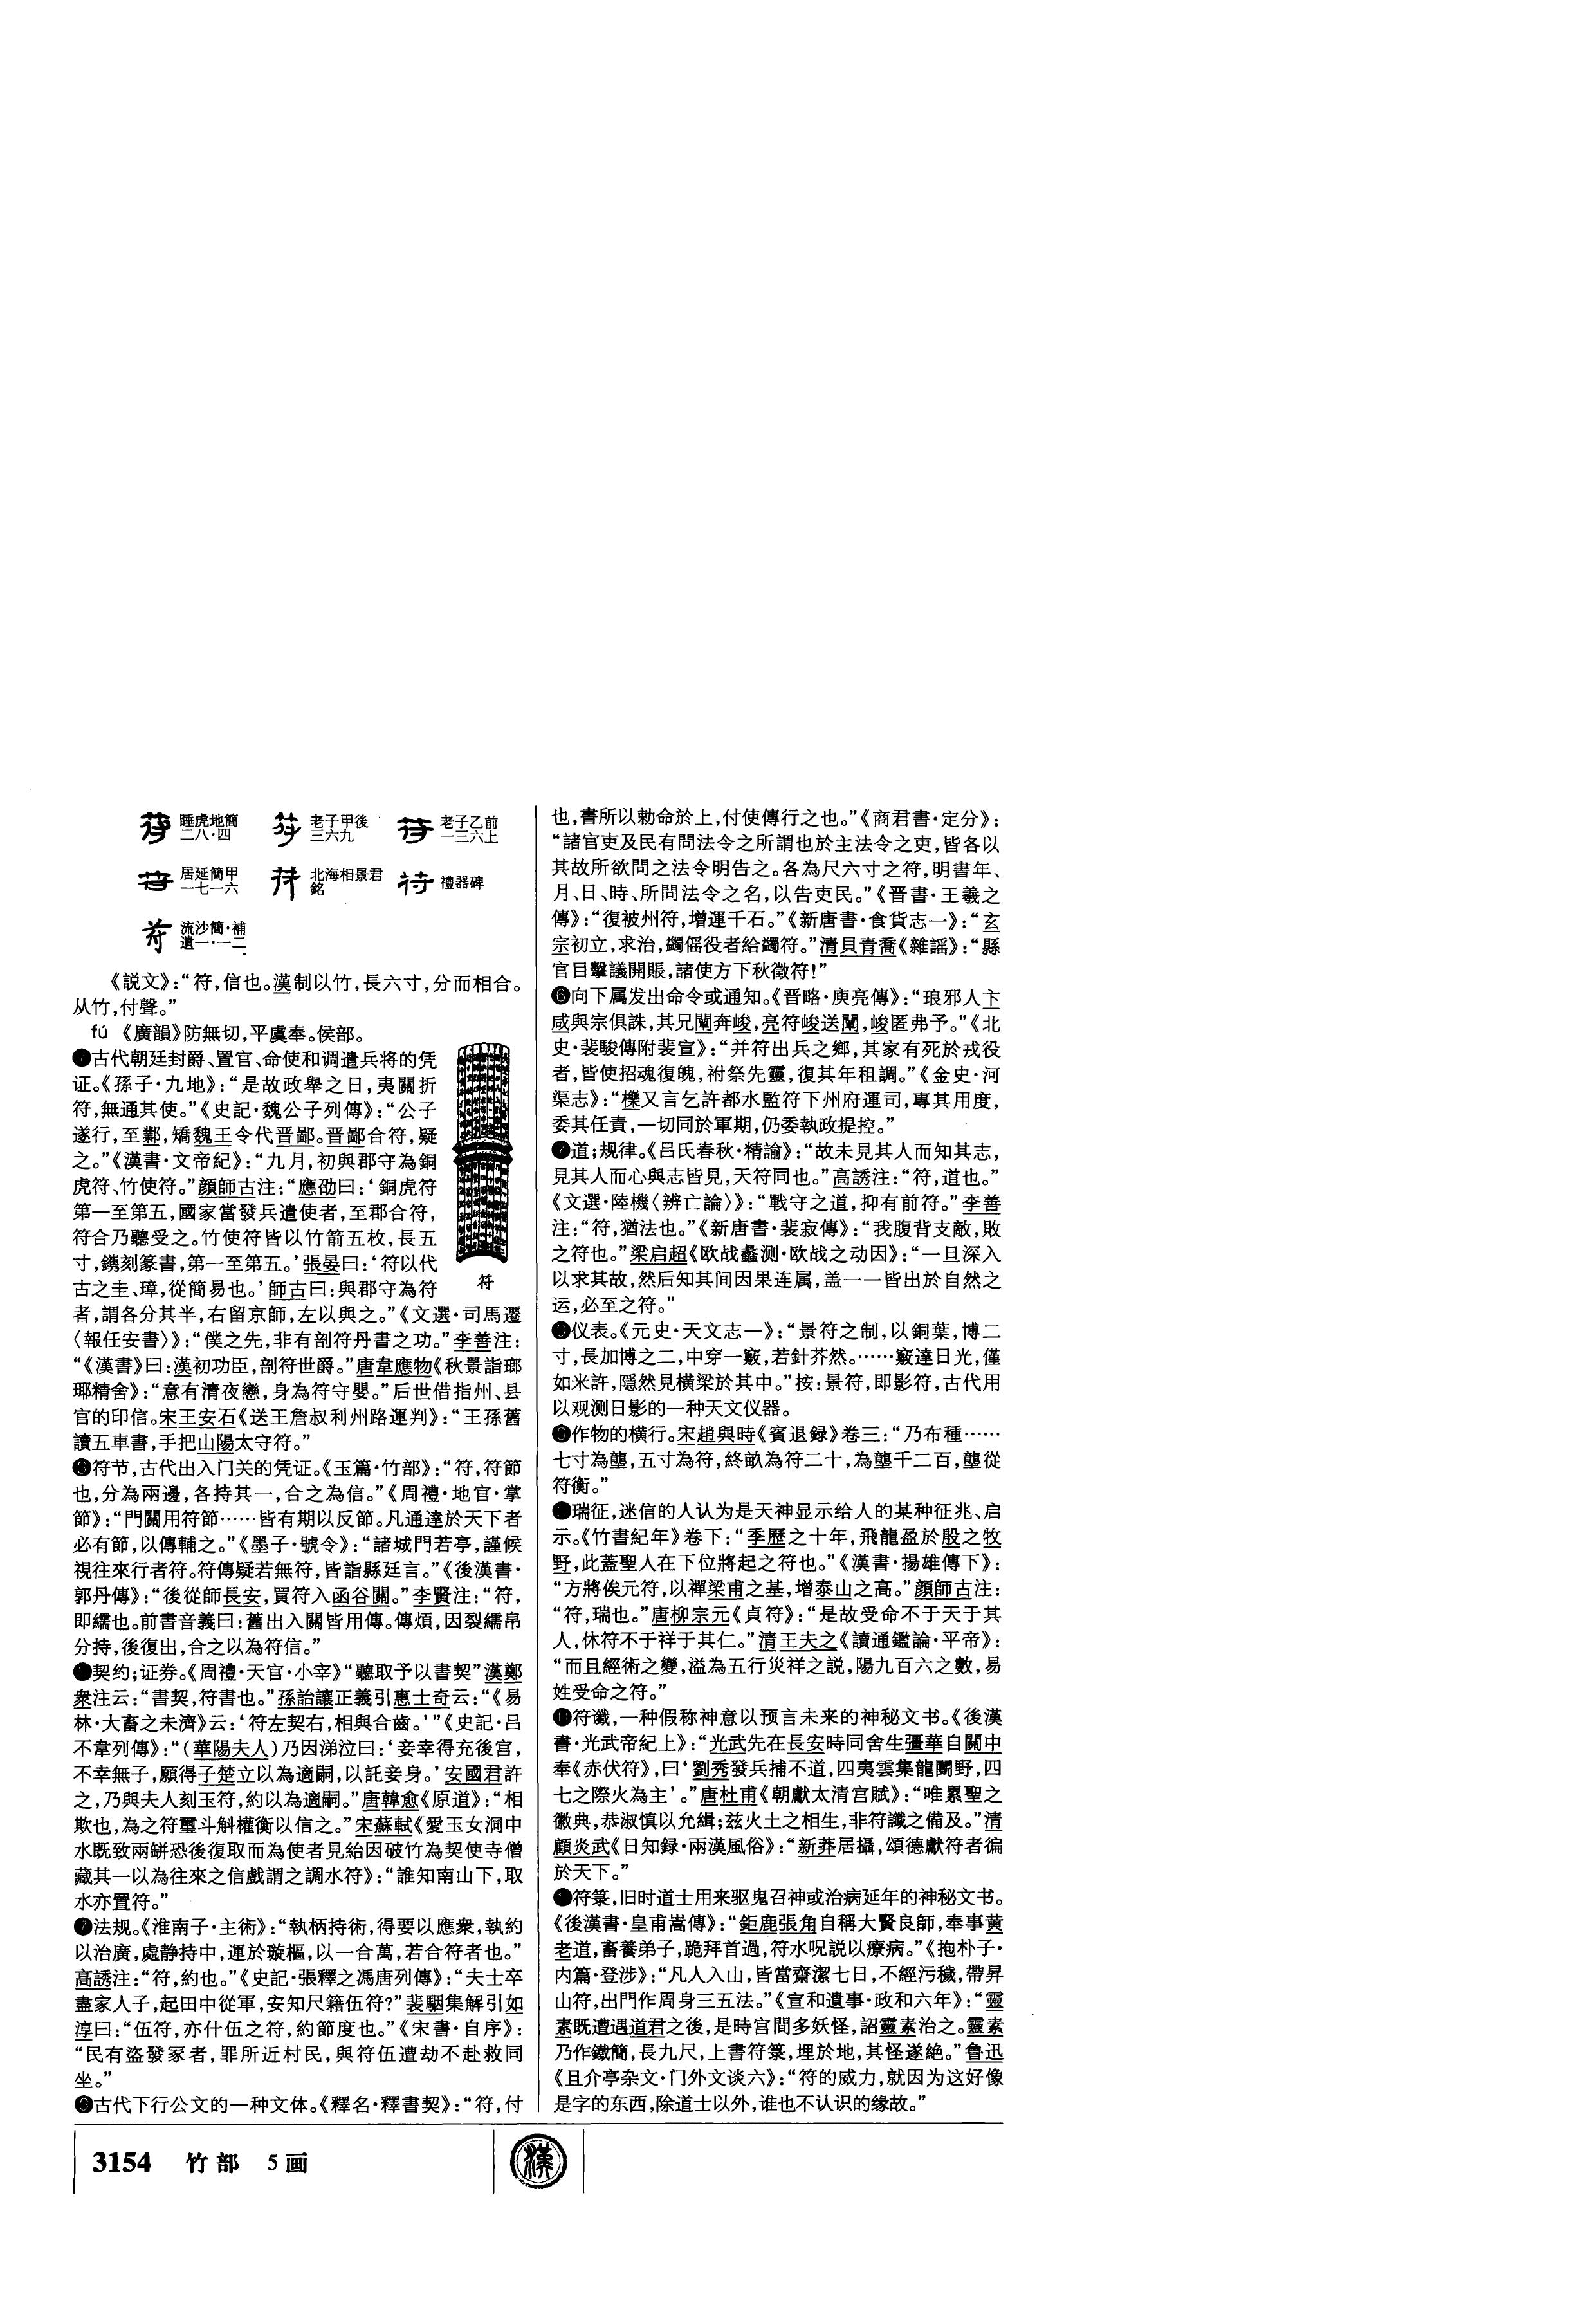 睡虎地簡
二八·四
老子甲後
三六九
老子乙前
一三六上
居延簡甲
一七一六
北海相景君
銘
禮器碑
流沙簡·補
遺一·一二
《説文》：“符，信也。漢制以竹，長六寸，分而相合。
从竹，付聲。”
fú 《廣韻》防無切，平虞奉。侯部。
古代朝廷封爵、置官、命使和调遣兵将的凭
证。《孫子·九地》：“是故政舉之日，夷關折
符，無通其使。”《史記·魏公子列傳》：“公子
遂行，至鄴，矯魏王令代晋鄙。晋鄙合符，疑
之。”《漢書·文帝紀》：“九月，初與郡守為銅
虎符、竹使符。”顔師古注：“應劭曰：‘銅虎符
第一至第五，國家當發兵遣使者，至郡合符，
符合乃聽受之。竹使符皆以竹箭五枚，長五
寸，鐫刻篆書，第一至第五。’張晏曰：‘符以代
古之圭、璋，從簡易也。’師古曰：與郡守為符
者，謂各分其半，右留京師，左以與之。”《文選·司馬遷
〈報任安書〉》：“僕之先，非有剖符丹書之功。”李善注：
“《漢書》曰：漢初功臣，剖符世爵。”唐韋應物《秋景詣瑯
琊精舍》：“意有清夜戀，身為符守嬰。”后世借指州、县
官的印信。宋王安石《送王詹叔利州路運判》：“王孫舊
讀五車書，手把山陽太守符。”
符
符节，古代出入门关的凭证。《玉篇·竹部》：“符，符節
也，分為兩邊，各持其一，合之為信。”《周禮·地官·掌
節》：“門關用符節……皆有期以反節。凡通達於天下者
必有節，以傳輔之。”《墨子·號令》：“諸城門若亭，謹候
視往來行者符。符傳疑若無符，皆詣縣廷言。”《後漢書·
郭丹傳》：“後從師長安，買符入函谷關。”李賢注：“符，
即繻也。前書音義曰：舊出入關皆用傳。傳煩，因裂繻帛
分持，後復出，合之以為符信。”
契约；证券。《周禮·天官·小宰》“聽取予以書契”漢鄭
衆注云：“書契，符書也。”孫詒讓正義引惠士奇云：“《易
林·大畜之未濟》云：‘符左契右，相與合齒。’”《史記·吕
不韋列傳》：“（華陽夫人）乃因涕泣曰：‘妾幸得充後宫，
不幸無子，願得子楚立以為適嗣，以託妾身。’安國君許
之，乃與夫人刻玉符，約以為適嗣。”唐韓愈《原道》：“相
欺也，為之符璽斗斛權衡以信之。”宋蘇軾《愛玉女洞中
水既致兩缾恐後復取而為使者見紿因破竹為契使寺僧
藏其一以為往來之信戲謂之調水符》：“誰知南山下，取
水亦置符。”
法规。《淮南子·主術》：“執柄持術，得要以應衆，執約
以治廣，處静持中，運於璇樞，以一合萬，若合符者也。”
高誘注：“符，約也。”《史記·張釋之馮唐列傳》：“夫士卒
盡家人子，起田中從軍，安知尺籍伍符？”裴駰集解引如
淳曰：“伍符，亦什伍之符，約節度也。”《宋書·自序》：
“民有盜發冢者，罪所近村民，與符伍遭劫不赴救同
坐。”
古代下行公文的一种文体。《釋名·釋書契》：“符，付
也，書所以勅命於上，付使傳行之也。”《商君書·定分》：
“諸官吏及民有問法令之所謂也於主法令之吏，皆各以
其故所欲問之法令明告之。各為尺六寸之符，明書年、
月、日、時、所問法令之名，以告吏民。”《晋書·王羲之
傳》：“復被州符，增運千石。”《新唐書·食貨志一》：“玄
宗初立，求治，蠲傜役者給蠲符。”清貝青喬《雜謡》：“縣
官目擊議開賬，諸使方下秋徵符！”
❻向下属发出命令或通知。《晋略·庾亮傳》：“琅邪人卞
咸與宗俱誅，其兄闡奔峻，亮符峻送闡，峻匿弗予。”《北
史·裴駿傳附裴宣》：“并符出兵之鄉，其家有死於戎役
者，皆使招魂復魄，祔祭先靈，復其年租調。”《金史·河
渠志》：“櫟又言乞許都水監符下州府運司，專其用度，
委其任責，一切同於軍期，仍委執政提控。”
❼道；规律。《吕氏春秋·精諭》：“故未見其人而知其志，
見其人而心與志皆見，天符同也。”高誘注：“符，道也。”
《文選·陸機〈辨亡論〉》：“戰守之道，抑有前符。”李善
注：“符，猶法也。”《新唐書·裴寂傳》：“我腹背支敵，敗
之符也。”梁启超《欧战蠡测·欧战之动因》：“一旦深入
以求其故，然后知其间因果连属，盖一一皆出於自然之
运，必至之符。”
仪表。《元史·天文志一》：“景符之制，以銅葉，博二
寸，長加博之二，中穿一竅，若針芥然。……竅達日光，僅
如米許，隱然見横梁於其中。”按：景符，即影符，古代用
以观测日影的一种天文仪器。
作物的横行。宋趙與時《賓退録》卷三：“乃布種……
七寸為壟，五寸為符，終畝為符二十，為壟千二百，壟從
符衡。”
瑞征，迷信的人认为是天神显示给人的某种征兆、启
示。《竹書紀年》卷下：“季歷之十年，飛龍盈於殷之牧
野，此蓋聖人在下位將起之符也。”《漢書·揚雄傳下》：
“方將俟元符，以禪梁甫之基，增泰山之高。”顔師古注：
“符，瑞也。”唐柳宗元《貞符》：“是故受命不于天于其
人，休符不于祥于其仁。”清王夫之《讀通鑑論·平帝》：
“而且經術之變，溢為五行災祥之説，陽九百六之數，易
姓受命之符。”
⓫符谶，一种假称神意以预言未来的神秘文书。《後漢
書·光武帝紀上》：“光武先在長安時同舍生彊華自關中
奉《赤伏符》，曰‘劉秀發兵捕不道，四夷雲集龍鬭野，四
七之際火為主’。”唐杜甫《朝獻太清宫賦》：“唯累聖之
徽典，恭淑慎以允緝；兹火土之相生，非符讖之備及。”清
顧炎武《日知録·兩漢風俗》：“新莽居攝，頌德獻符者徧
於天下。”
符箓，旧时道士用来驱鬼召神或治病延年的神秘文书。
《後漢書·皇甫嵩傳》：“鉅鹿張角自稱大賢良師，奉事黄
老道，畜養弟子，跪拜首過，符水呪説以療病。”《抱朴子·
内篇·登涉》：“凡人入山，皆當齋潔七日，不經污穢，帶昇
山符，出門作周身三五法。”《宣和遺事·政和六年》：“靈
素既遭遇道君之後，是時宫間多妖怪，詔靈素治之。靈素
乃作鐵簡，長九尺，上書符箓，埋於地，其怪遂絶。”鲁迅
《且介亭杂文·门外文谈六》：“符的威力，就因为这好像
是字的东西，除道士以外，谁也不认识的缘故。”
3154 竹部 5画
漢